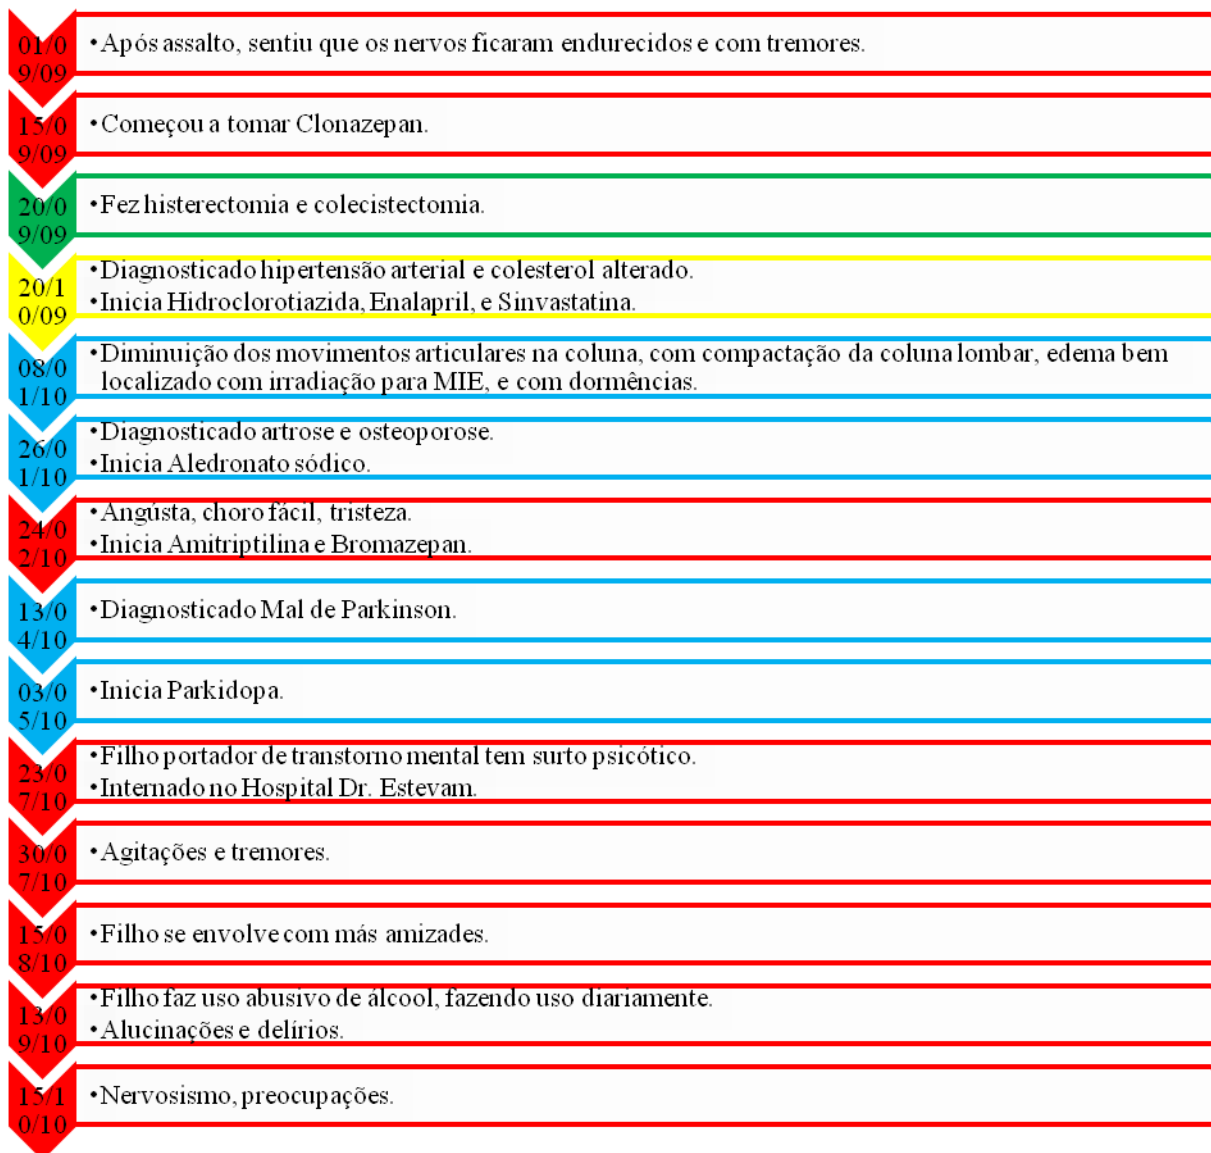 01/0
9/09
•Após assalto, sentiu que os nervos ficaram endurecidos e com tremores.
15/0
9/09
•Começou a tomar Clonazepan.
20/0
9/09
•Fez histerectomia e colecistectomia.
20/1
0/09
•Diagnosticado hipertensão arterial e colesterol alterado.
•Inicia Hidroclorotiazida, Enalapril, e Sinvastatina.
08/0
1/10
•Diminuição dos movimentos articulares na coluna, com compactação da coluna lombar, edema bem
localizado com irradiação para MIE, e com dormências.
26/0
1/10
•Diagnosticado artrose e osteoporose.
•Inicia Aledronato sódico.
24/0
2/10
•Angústa, choro fácil, tristeza.
•Inicia Amitriptilina e Bromazepan.
13/0
4/10
•Diagnosticado Mal de Parkinson.
03/0
5/10
•Inicia Parkidopa.
23/0
7/10
•Filho portador de transtorno mental tem surto psicótico.
•Internado no Hospital Dr. Estevam.
30/0
7/10
•Agitações e tremores.
15/0
8/10
•Filho se envolve com más amizades.
13/0
9/10
•Filho faz uso abusivo de álcool, fazendo uso diariamente.
•Alucinações e delírios.
15/1
0/10
•Nervosismo, preocupações.